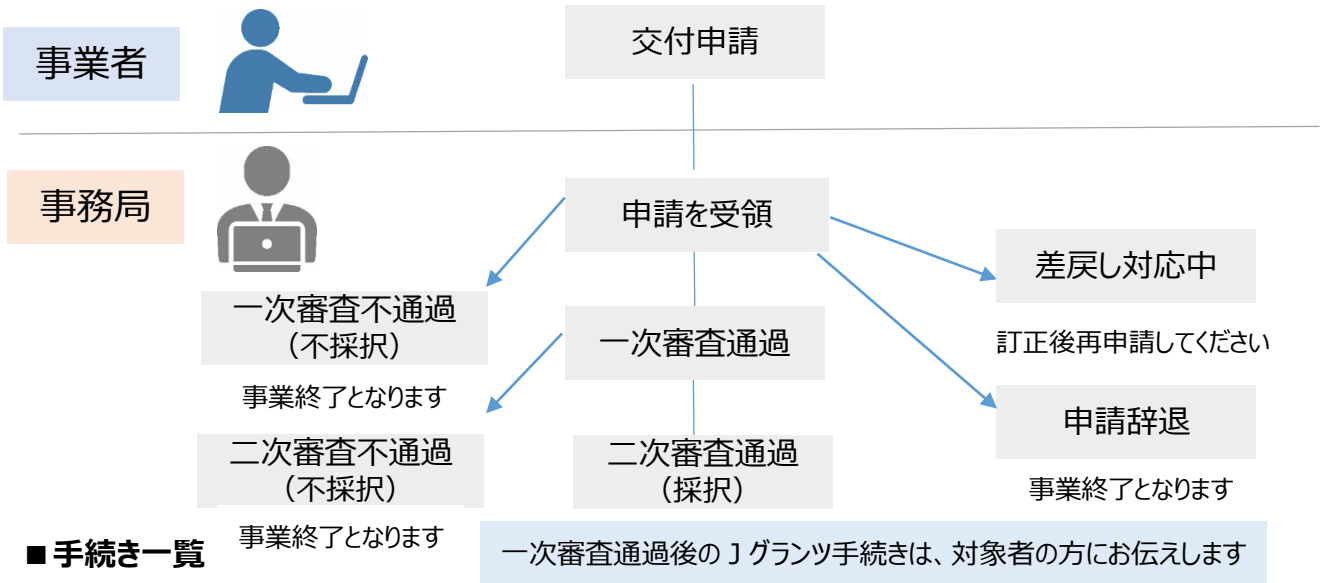 事業者
交付申請
事務局
申請を受領
差戻し対応中
訂正後再申請してください
一次審査不通過
（不採択）
事業終了となります
一次審査通過
申請辞退
事業終了となります
二次審査不通過
（不採択）
事業終了となります
二次審査通過
（採択）
■手続き一覧
一次審査通過後のJグランツ手続きは、対象者の方にお伝えします